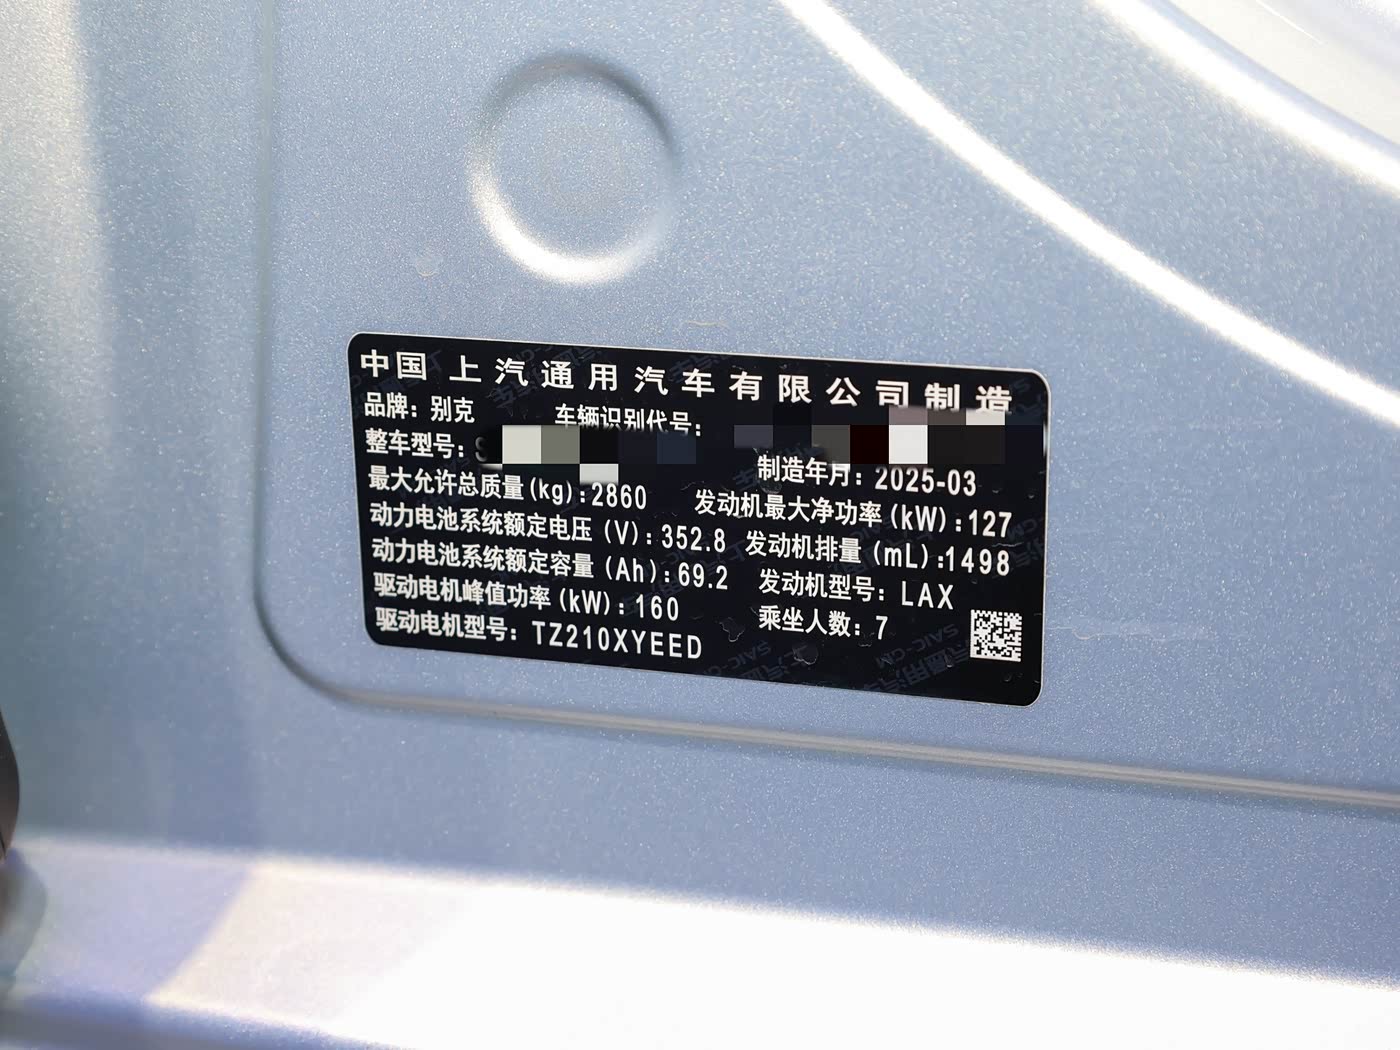 中国 上汽通用汽车有限公司制造
品牌：别克 车辆识别代号：
整车型号： 制造年月：2025-03
最大允许总质量(kg)：2860 发动机最大净功率(kW)：127
动力电池系统额定电压(V)：352.8 发动机排量(mL)：1498
动力电池系统额定容量(Ah)：69.2 发动机型号：LAX
驱动电机峰值功率(kW)：160 乘坐人数：7
驱动电机型号：TZ210XYEED